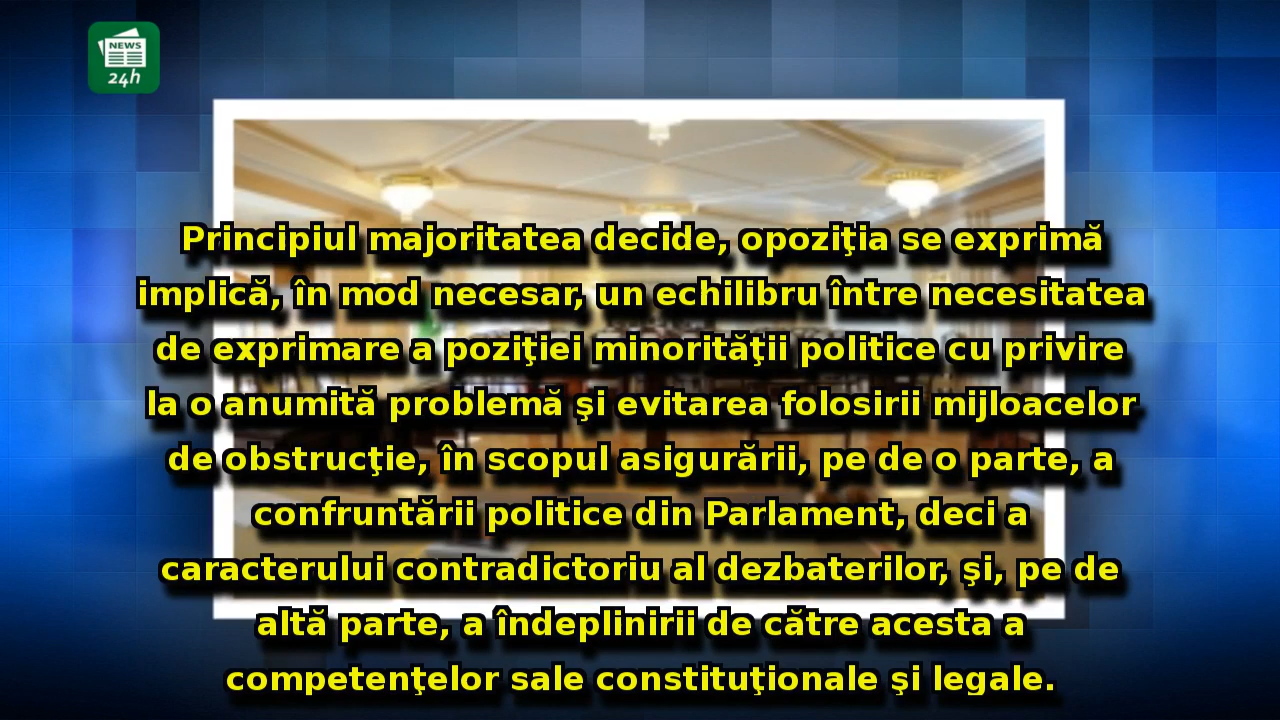 NEWS
24h
Principiul majoritatea decide, opoziţia se exprimă
implică, în mod necesar, un echilibru între necesitatea
de exprimare a poziţiei minorităţii politice cu privire
la o anumită problemă şi evitarea folosirii mijloacelor
de obstrucţie, în scopul asigurării, pe de o parte, a
confruntării politice din Parlament, deci a
caracterului contradictoriu al dezbaterilor, şi, pe de
altă parte, a îndeplinirii de către acesta a
competenţelor sale constituţionale şi legale.